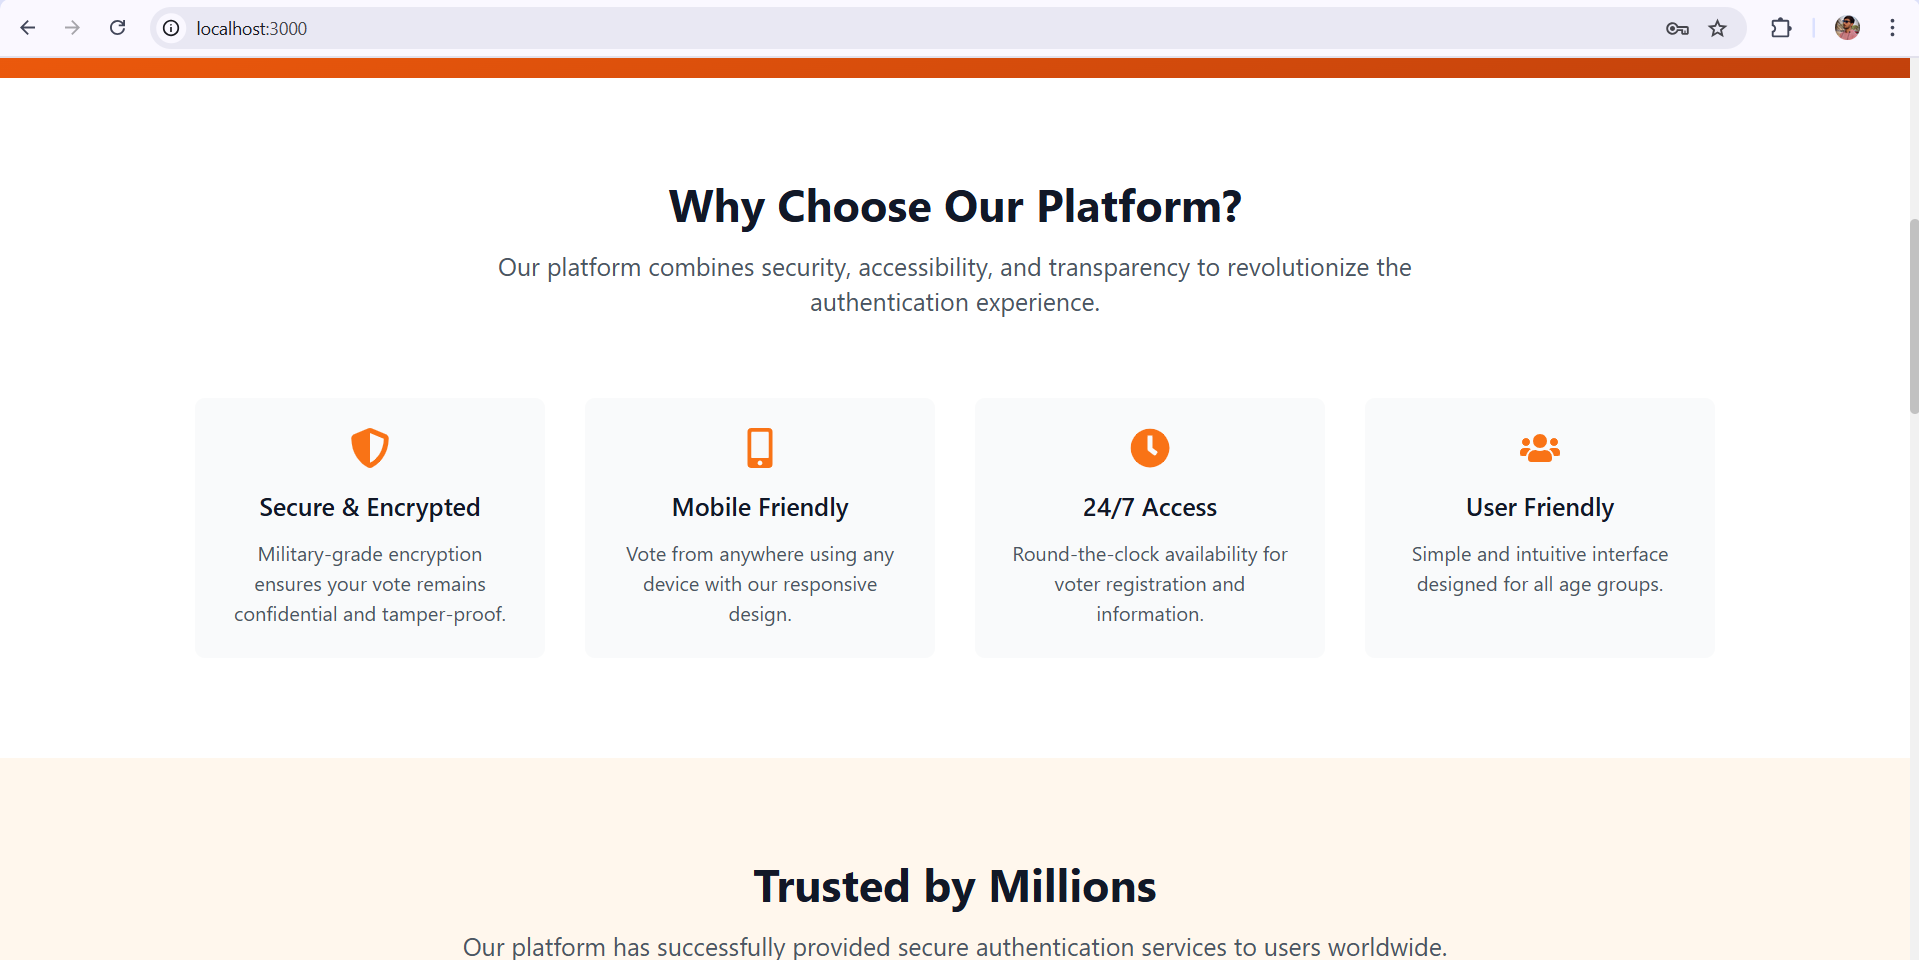 localhost:3000
Why Choose Our Platform?
Our platform combines security, accessibility, and transparency to revolutionize the
authentication experience.
Secure & Encrypted
Military-grade encryption
ensures your vote remains
confidential and tamper-proof.
Mobile Friendly
Vote from anywhere using any
device with our responsive
design.
24/7 Access
Round-the-clock availability for
voter registration and
information.
User Friendly
Simple and intuitive interface
designed for all age groups.
Trusted by Millions
Our platform has successfully provided secure authentication services to users worldwide.